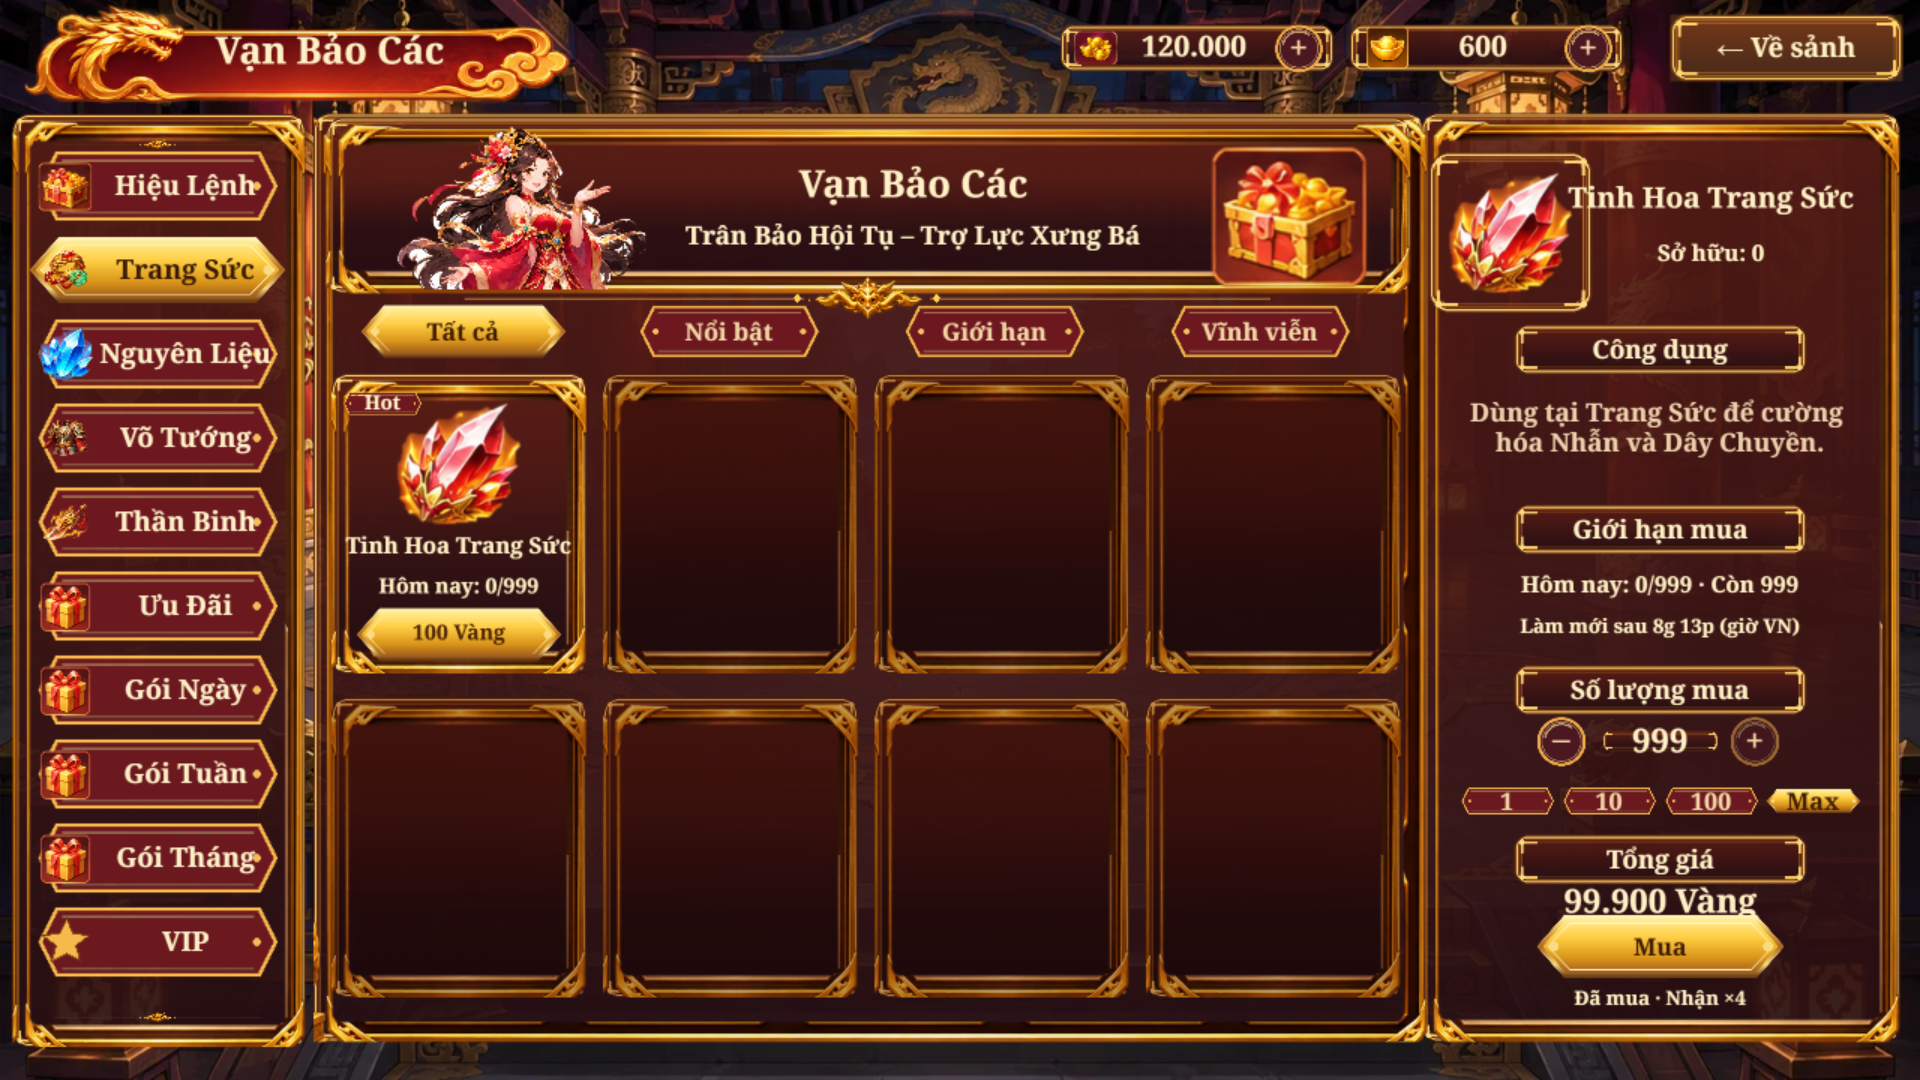 Vạn Bảo Các
120.000
600
← Về sảnh
Hiệu Lệnh
Trang Sức
Nguyên Liệu
Võ Tướng
Thần Binh
Ưu Đãi
Gói Ngày
Gói Tuần
Gói Tháng
VIP
Vạn Bảo Các
Trân Bảo Hội Tụ – Trợ Lực Xưng Bá
Tất cả
Nổi bật
Giới hạn
Vĩnh viễn
Hot
Tinh Hoa Trang Sức
Hôm nay: 0/999
100 Vàng
Tinh Hoa Trang Sức
Sở hữu: 0
Công dụng
Dùng tại Trang Sức để cường
hóa Nhẫn và Dây Chuyền.
Giới hạn mua
Hôm nay: 0/999 · Còn 999
Làm mới sau 8g 13p (giờ VN)
Số lượng mua
− 999 +
1 10 100 Max
Tổng giá
99.900 Vàng
Mua
Đã mua · Nhận ×4